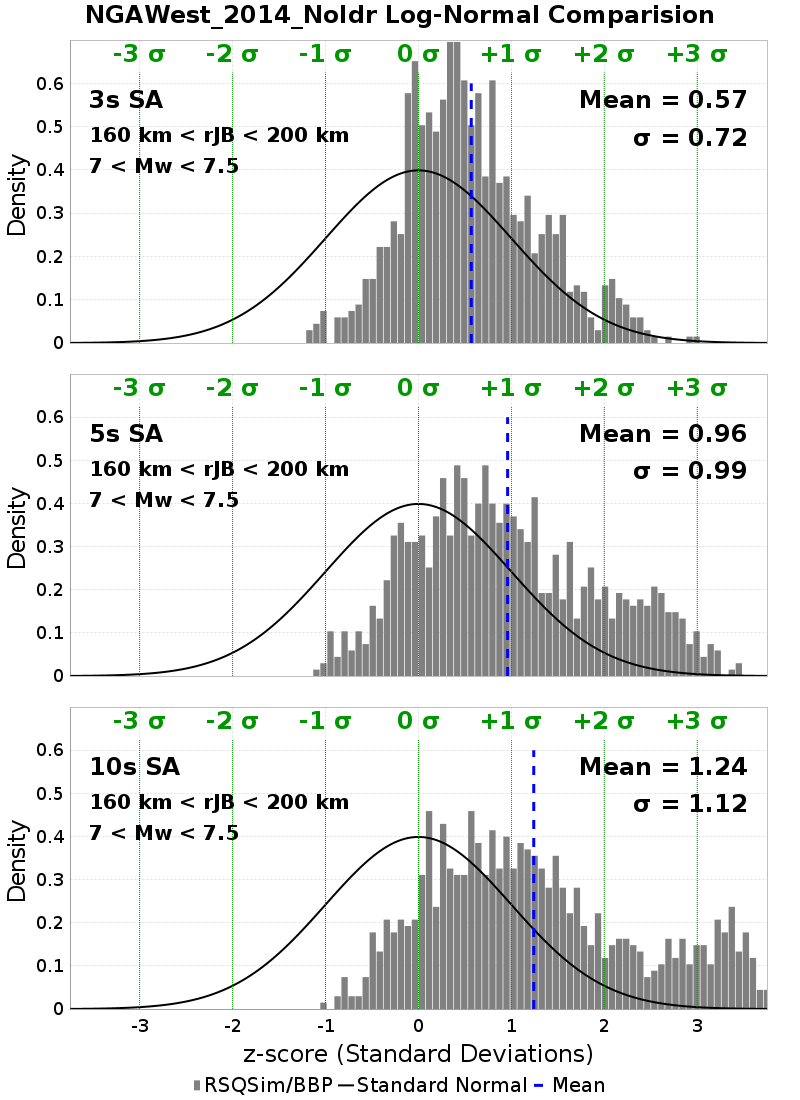 NGAWest_2014_NoIdr Log-Normal Comparision
-3 σ -2 σ -1 σ 0 σ +1 σ +2 σ +3 σ
3s SA
Mean = 0.57
160 km < rJB < 200 km
σ = 0.72
7 < Mw < 7.5
Density
0.6
0.5
0.4
0.3
0.2
0.1
0
-3 σ -2 σ -1 σ 0 σ +1 σ +2 σ +3 σ
5s SA
Mean = 0.96
160 km < rJB < 200 km
σ = 0.99
7 < Mw < 7.5
Density
0.6
0.5
0.4
0.3
0.2
0.1
0
-3 σ -2 σ -1 σ 0 σ +1 σ +2 σ +3 σ
10s SA
Mean = 1.24
160 km < rJB < 200 km
σ = 1.12
7 < Mw < 7.5
Density
0.6
0.5
0.4
0.3
0.2
0.1
0
-3 -2 -1 0 1 2 3
z-score (Standard Deviations)
RSQSim/BBP Standard Normal Mean